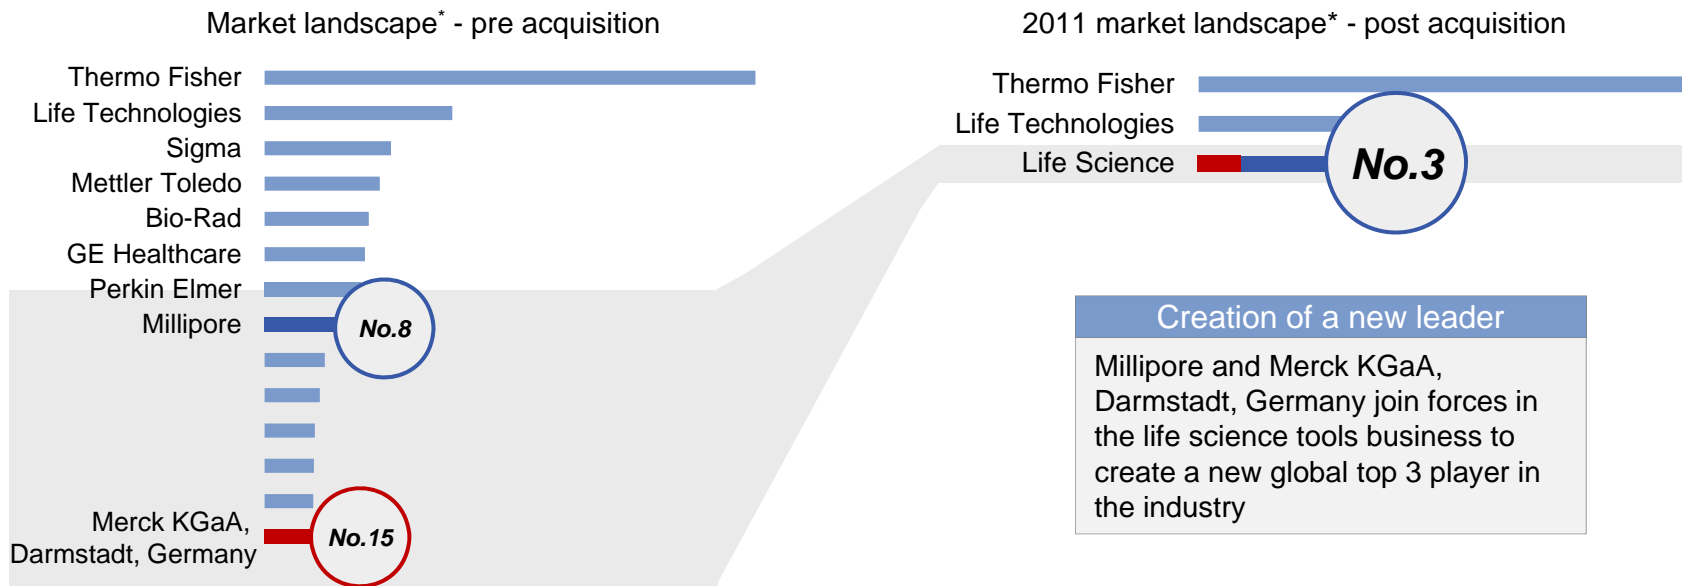 Market landscape* - pre acquisition
Thermo Fisher
Life Technologies
Sigma
Mettler Toledo
Bio-Rad
GE Healthcare
Perkin Elmer
Millipore
No.8
Merck KGaA,
Darmstadt, Germany
No.15
2011 market landscape* - post acquisition
Thermo Fisher
Life Technologies
Life Science
No.3
Creation of a new leader
Millipore and Merck KGaA,
Darmstadt, Germany join forces in
the life science tools business to
create a new global top 3 player in
the industry